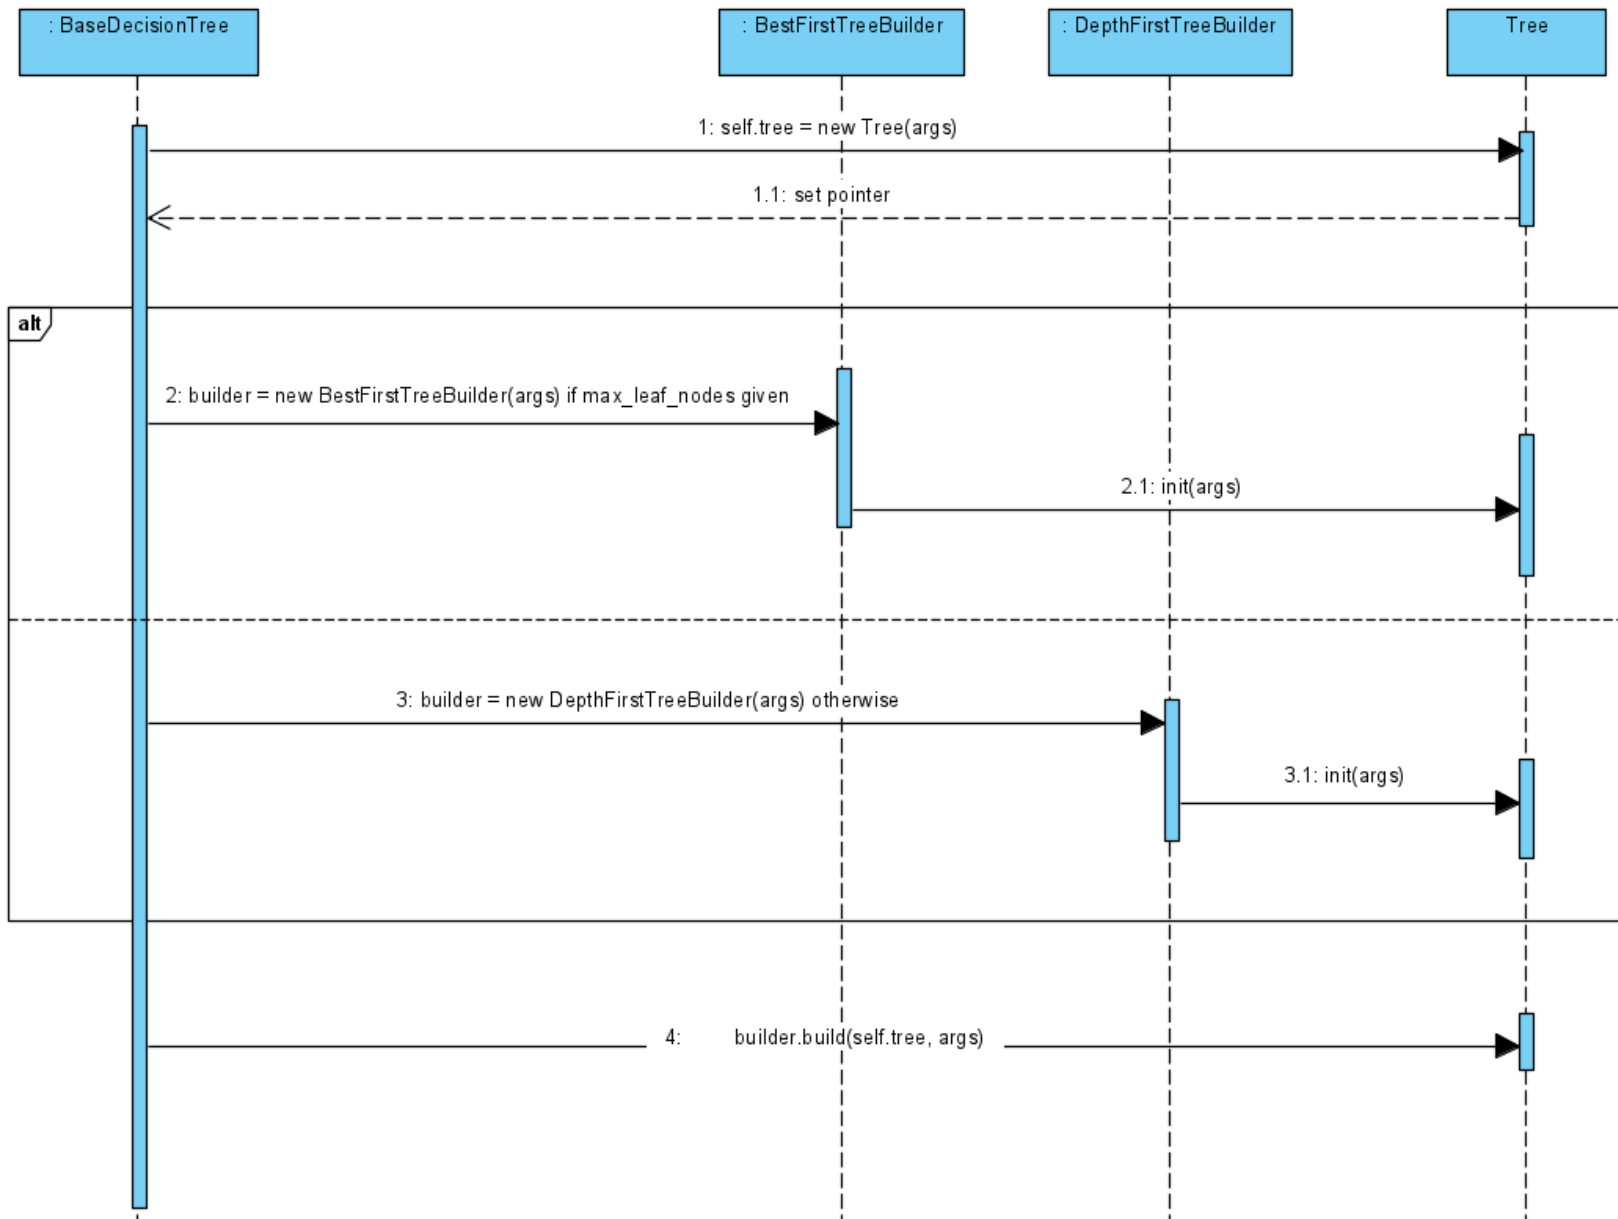 : BaseDecisionTree
: BestFirstTreeBuilder
: DepthFirstTreeBuilder
Tree
1: self.tree = new Tree(args)
1.1: set pointer
alt
2: builder = new BestFirstTreeBuilder(args) if max_leaf_nodes given
2.1: init(args)
3: builder = new DepthFirstTreeBuilder(args) otherwise
3.1: init(args)
4: builder.build(self.tree, args)